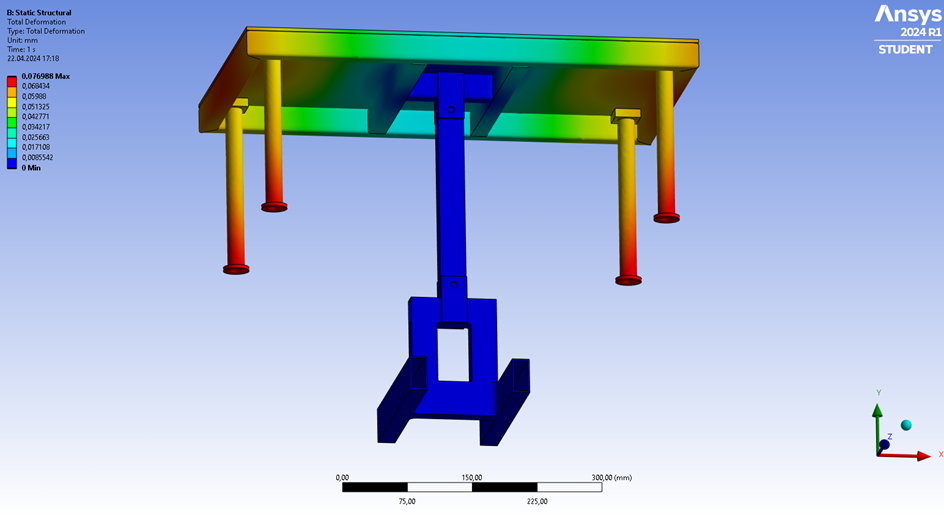 B: Static Structural
Total Deformation
Type: Total Deformation
Unit: mm
Time: 1 s
22.04.2024 17:18
0,076988 Max
0,068434
0,05988
0,051325
0,042771
0,034217
0,025663
0,017108
0,0085542
0 Min
Ansys
2024 R1
STUDENT
Y
Z
X
0,00
150,00
300,00 (mm)
75,00
225,00